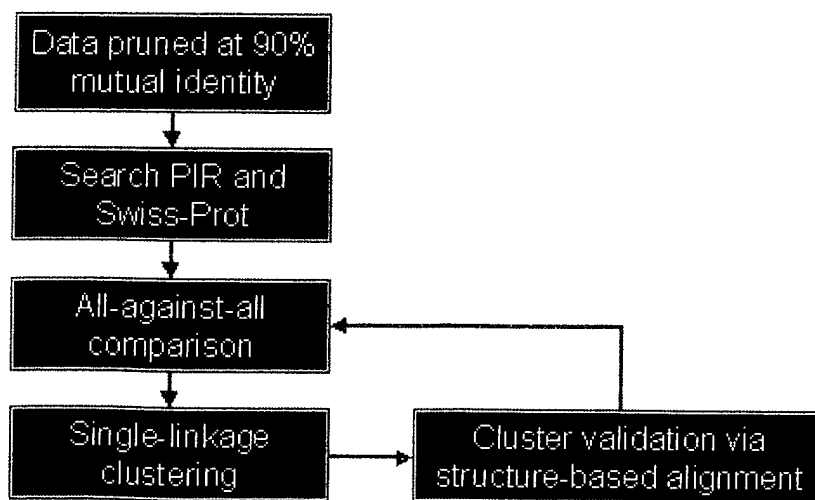 Data pruned at 90%
mutual identity
Search PIR and
Swiss-Prot
All-against-all
comparison
Single-linkage
clustering
Cluster validation via
structure-based alignment